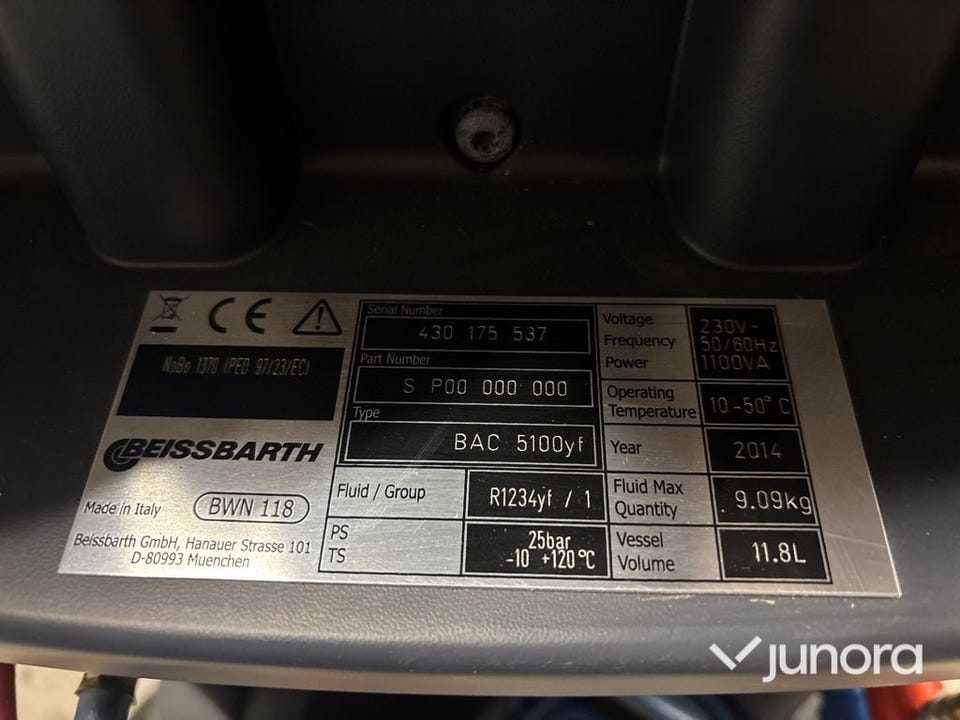 NoBo 1370 (PED 97/23/EC)
BEISSBARTH
Made in Italy
BWN 118
Beissbarth GmbH, Hanauer Strasse 101
D-80993 Muenchen
Serial Number
430 175 537
Part Number
S P00 000 000
Type
BAC 5100yf
Fluid / Group
R1234yf / 1
PS
25bar
TS
-10 +120°C
Voltage
230V~
Frequency
50/60Hz
Power
1100VA
Operating
Temperature
10-50° C
Year
2014
Fluid Max
Quantity
9.09kg
Vessel
Volume
11.8L
junora